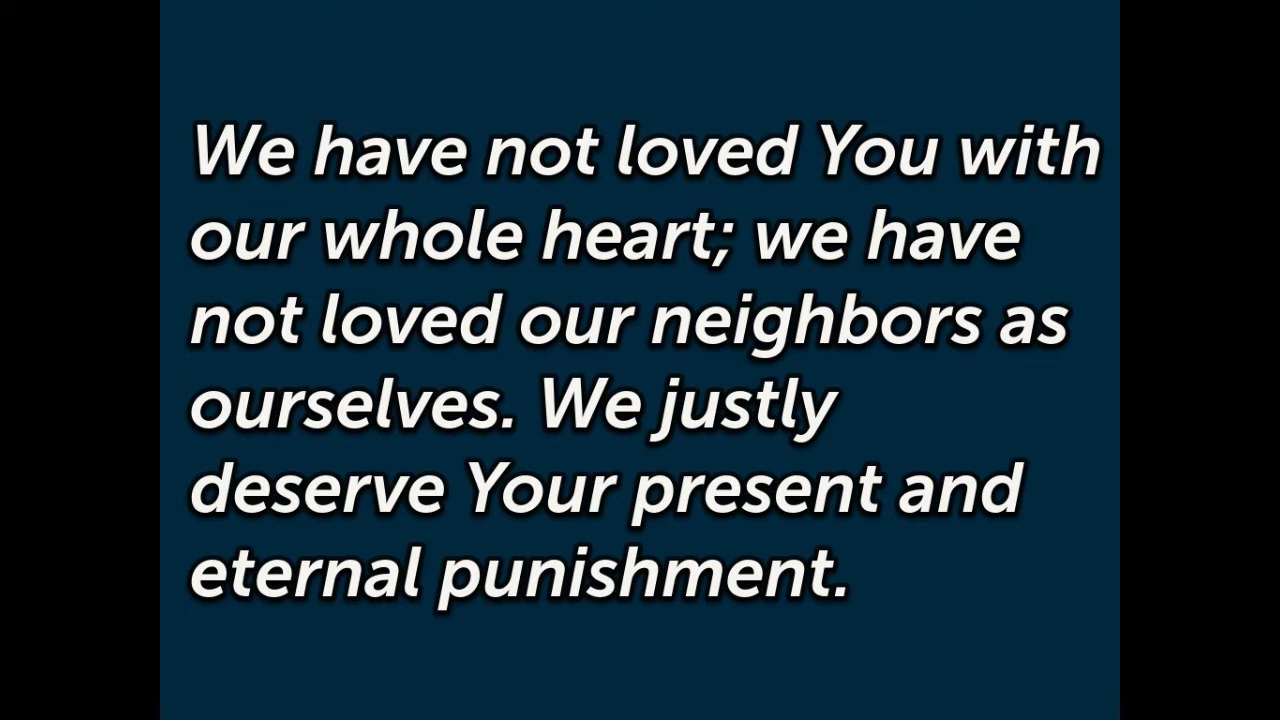 We have not loved You with
our whole heart; we have
not loved our neighbors as
ourselves. We justly
deserve Your present and
eternal punishment.